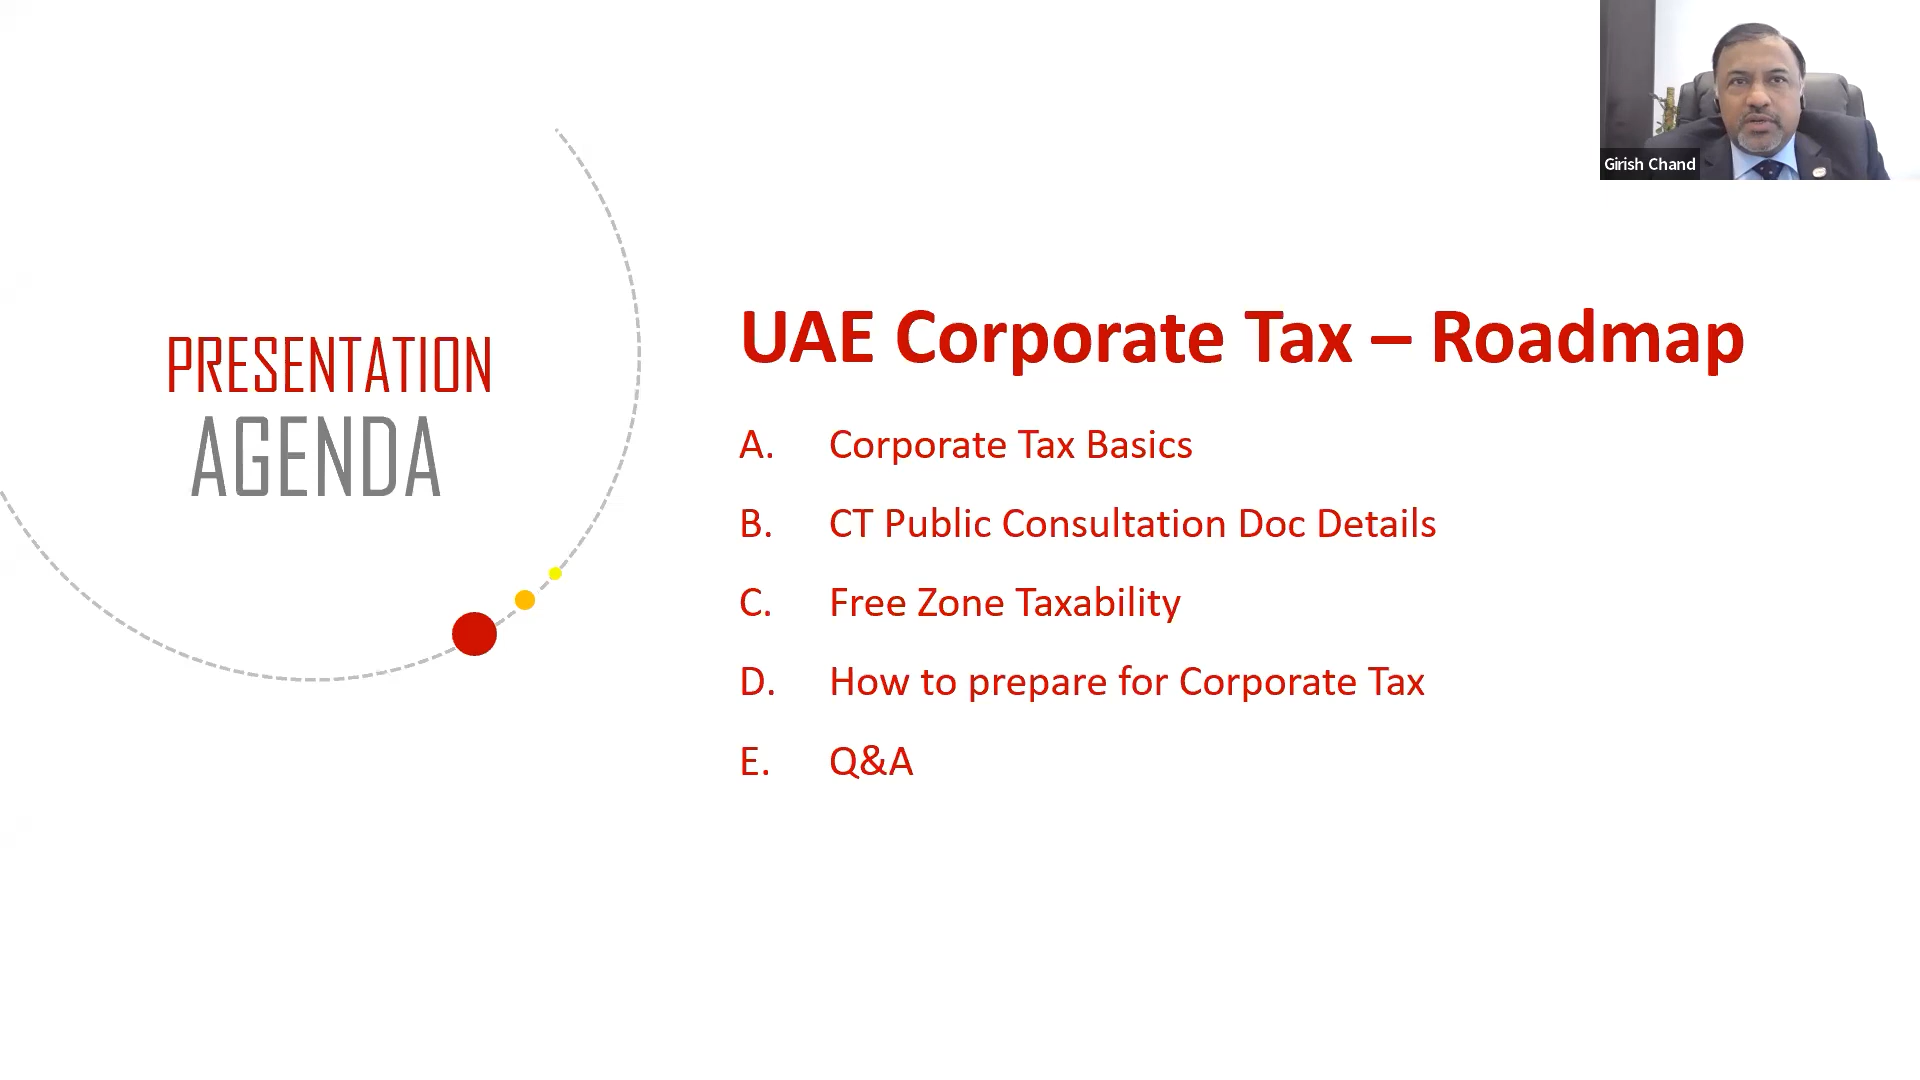 Girish Chand
PRESENTATION
AGENDA
UAE Corporate Tax – Roadmap
A. Corporate Tax Basics
B. CT Public Consultation Doc Details
C. Free Zone Taxability
D. How to prepare for Corporate Tax
E. Q&A